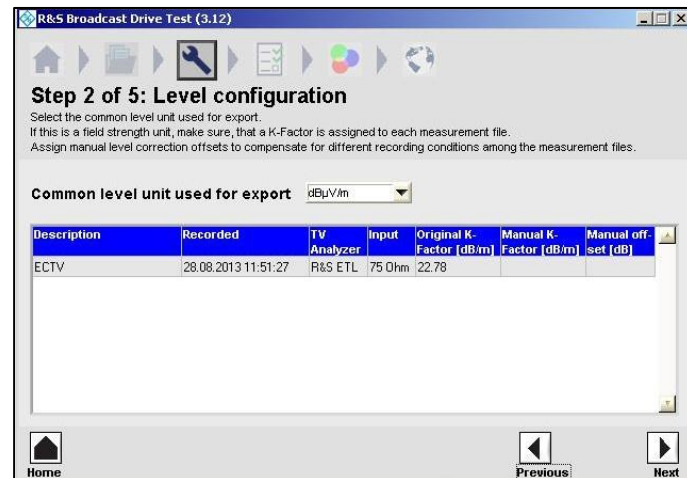 R&S Broadcast Drive Test (3.12)
Step 2 of 5: Level configuration
Select the common level unit used for export.
If this is a field strength unit, make sure, that a K-Factor is assigned to each measurement file.
Assign manual level correction offsets to compensate for different recording conditions among the measurement files.
Common level unit used for export dBµV/m
Description Recorded TV Analyzer Input Original K-Factor [dB/m] Manual K-Factor [dB/m] Manual off-set [dB]
ECTV 28.08.2013 11:51:27 R&S ETL 75 Ohm 22.78
Home Previous Next